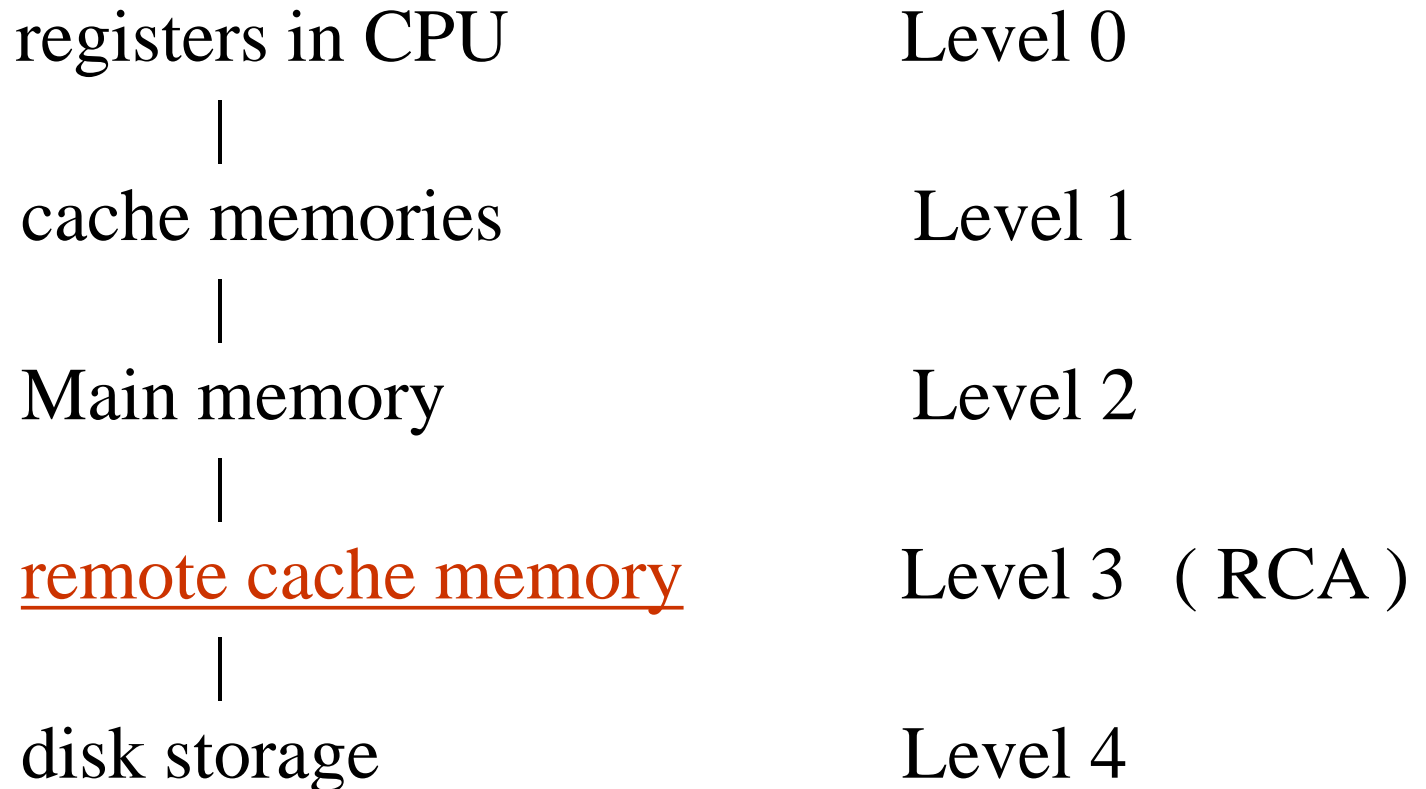 registers in CPU Level 0
cache memories Level 1
Main memory Level 2
remote cache memory Level 3 ( RCA )
disk storage Level 4